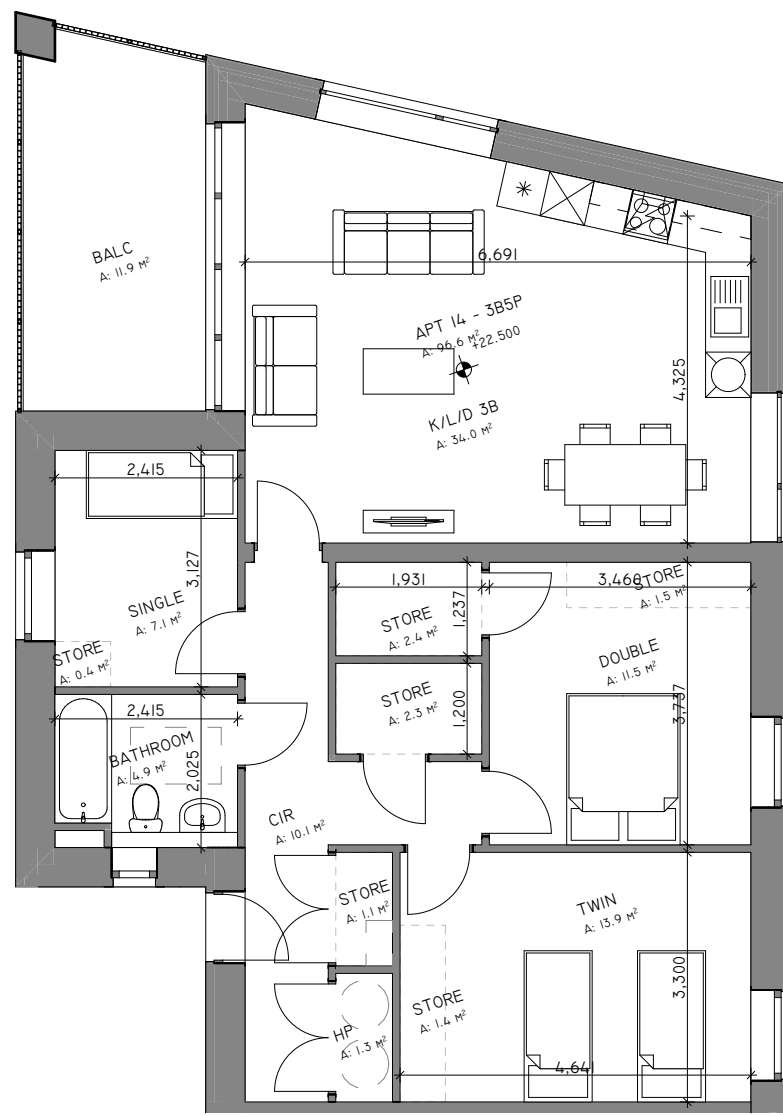 BALC
A: 11.9 M²
6,691
APT 14 - 3B5P
A: 96.6 M²
+22.500
4,325
K/L/D 3B
A: 34.0 M²
2,415
3,127
SINGLE
A: 7.1 M²
STORE
A: 0.4 M²
1,931
1,237
STORE
A: 2.4 M²
3,460
STORE
A: 1.5 M²
DOUBLE
A: 11.5 M²
3,737
STORE
A: 2.3 M²
1,200
2,415
BATHROOM
A: 4.9 M²
2,025
CIR
A: 10.1 M²
STORE
A: 1.1 M²
TWIN
A: 13.9 M²
3,300
STORE
A: 1.4 M²
HP
A: 1.3 M²
4,641